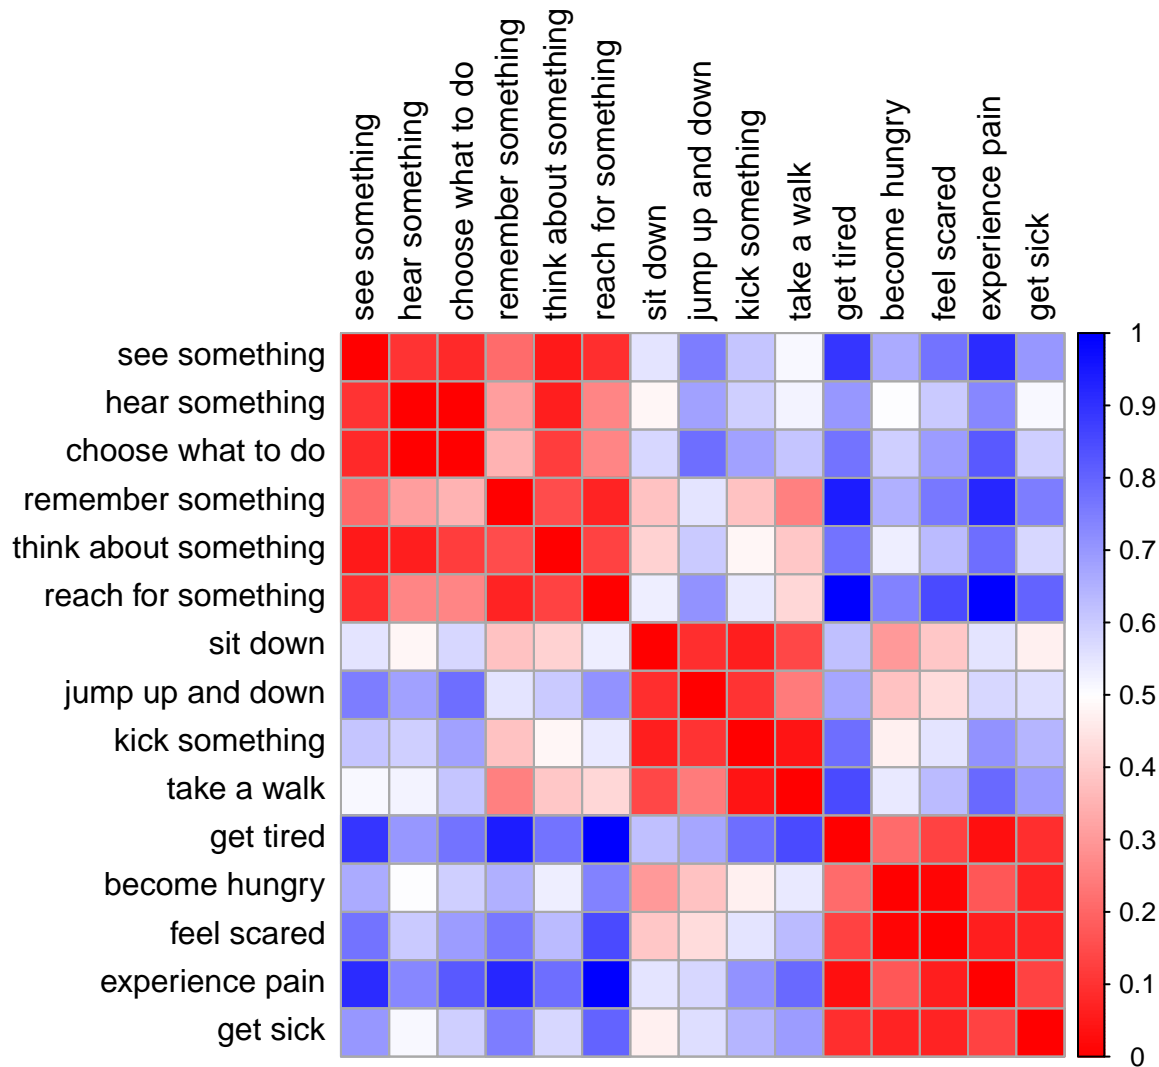 see something
hear something
choose what to do
remember something
think about something
reach for something
sit down
jump up and down
kick something
take a walk
get tired
become hungry
feel scared
experience pain
get sick
see something
hear something
choose what to do
remember something
think about something
reach for something
sit down
jump up and down
kick something
take a walk
get tired
become hungry
feel scared
experience pain
get sick
1
0.9
0.8
0.7
0.6
0.5
0.4
0.3
0.2
0.1
0